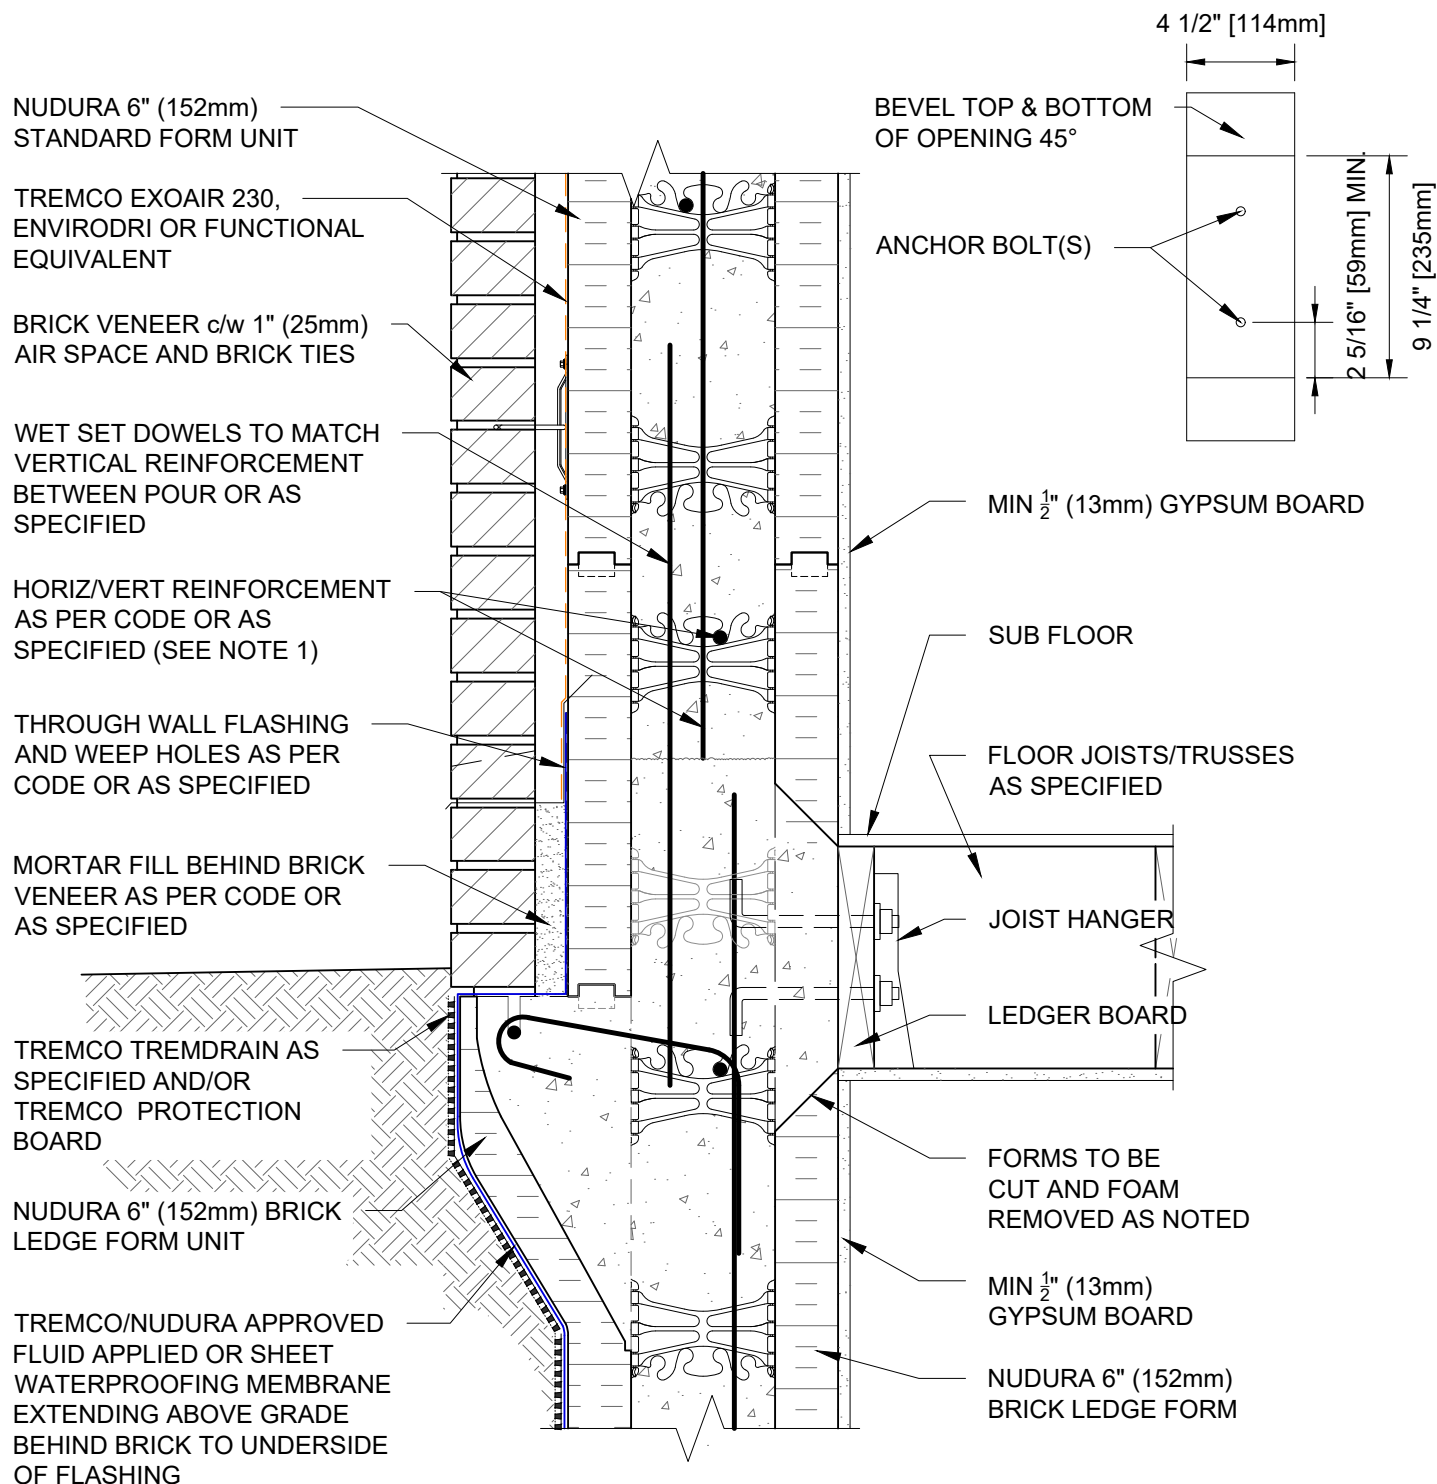 4 1/2" [114mm]
NUDURA 6" (152mm)
STANDARD FORM UNIT
TREMCO EXOAIR 230,
ENVIRODRI OR FUNCTIONAL
EQUIVALENT
BRICK VENEER c/w 1" (25mm)
AIR SPACE AND BRICK TIES
WET SET DOWELS TO MATCH
VERTICAL REINFORCEMENT
BETWEEN POUR OR AS
SPECIFIED
HORIZ/VERT REINFORCEMENT
AS PER CODE OR AS
SPECIFIED (SEE NOTE 1)
THROUGH WALL FLASHING
AND WEEP HOLES AS PER
CODE OR AS SPECIFIED
MORTAR FILL BEHIND BRICK
VENEER AS PER CODE OR
AS SPECIFIED
TREMCO TREMDRAIN AS
SPECIFIED AND/OR
TREMCO PROTECTION
BOARD
NUDURA 6" (152mm) BRICK
LEDGE FORM UNIT
TREMCO/NUDURA APPROVED
FLUID APPLIED OR SHEET
WATERPROOFING MEMBRANE
EXTENDING ABOVE GRADE
BEHIND BRICK TO UNDERSIDE
OF FLASHING
BEVEL TOP & BOTTOM
OF OPENING 45°
ANCHOR BOLT(S)
2 5/16" [59mm] MIN.
9 1/4" [235mm]
MIN ½" (13mm) GYPSUM BOARD
SUB FLOOR
FLOOR JOISTS/TRUSSES
AS SPECIFIED
JOIST HANGER
LEDGER BOARD
FORMS TO BE
CUT AND FOAM
REMOVED AS NOTED
MIN ½" (13mm)
GYPSUM BOARD
NUDURA 6" (152mm)
BRICK LEDGE FORM